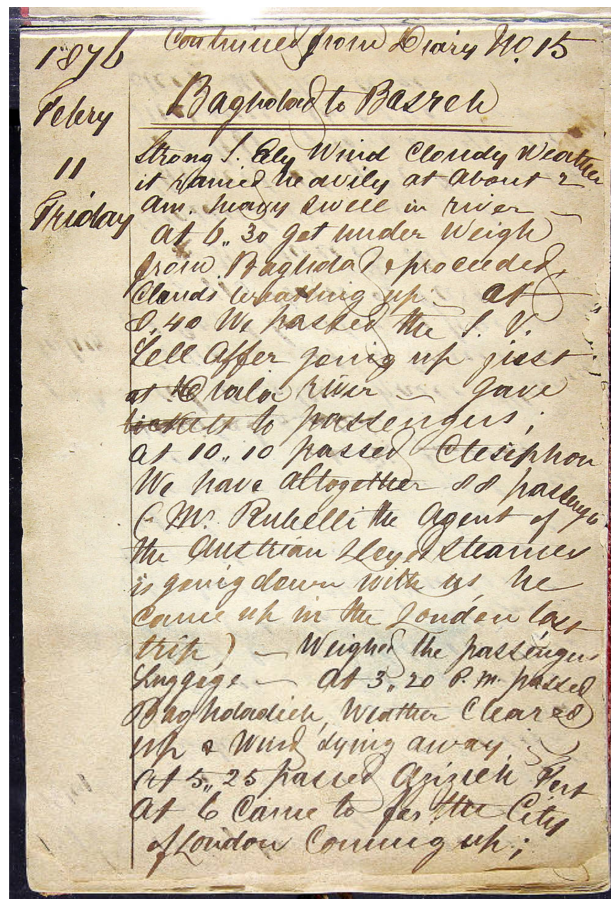 Continued from Diary No. 15
1876
Baghdad to Basreh
Febry
11
Friday
Strong S. Ely Wind Cloudy Weather
it rained heavily at about 2
am. heavy swell in river –
at 6,,30 got under weigh
from Baghdad & proceeded,
Clouds breaking up – at
8,,40 We passed the S. S.
Lell Affer going up just
at Diala river – gave
tickets to passengers;
at 10,,10 passed Ctesiphon
We have altogether 88 passengs.
(Mr. Rubelli the Agent of
the Austrian Lloyd Steamer
is going down with us he
came up in the London last
trip) – Weighed the passengers
Luggage – At 3,,20 P.m. passed
Baghdadieh, Weather Cleared
up & Wind dying away,
At 5,,25 passed Azizieh Fort
At 6 Came to for the City
of London Coming up;